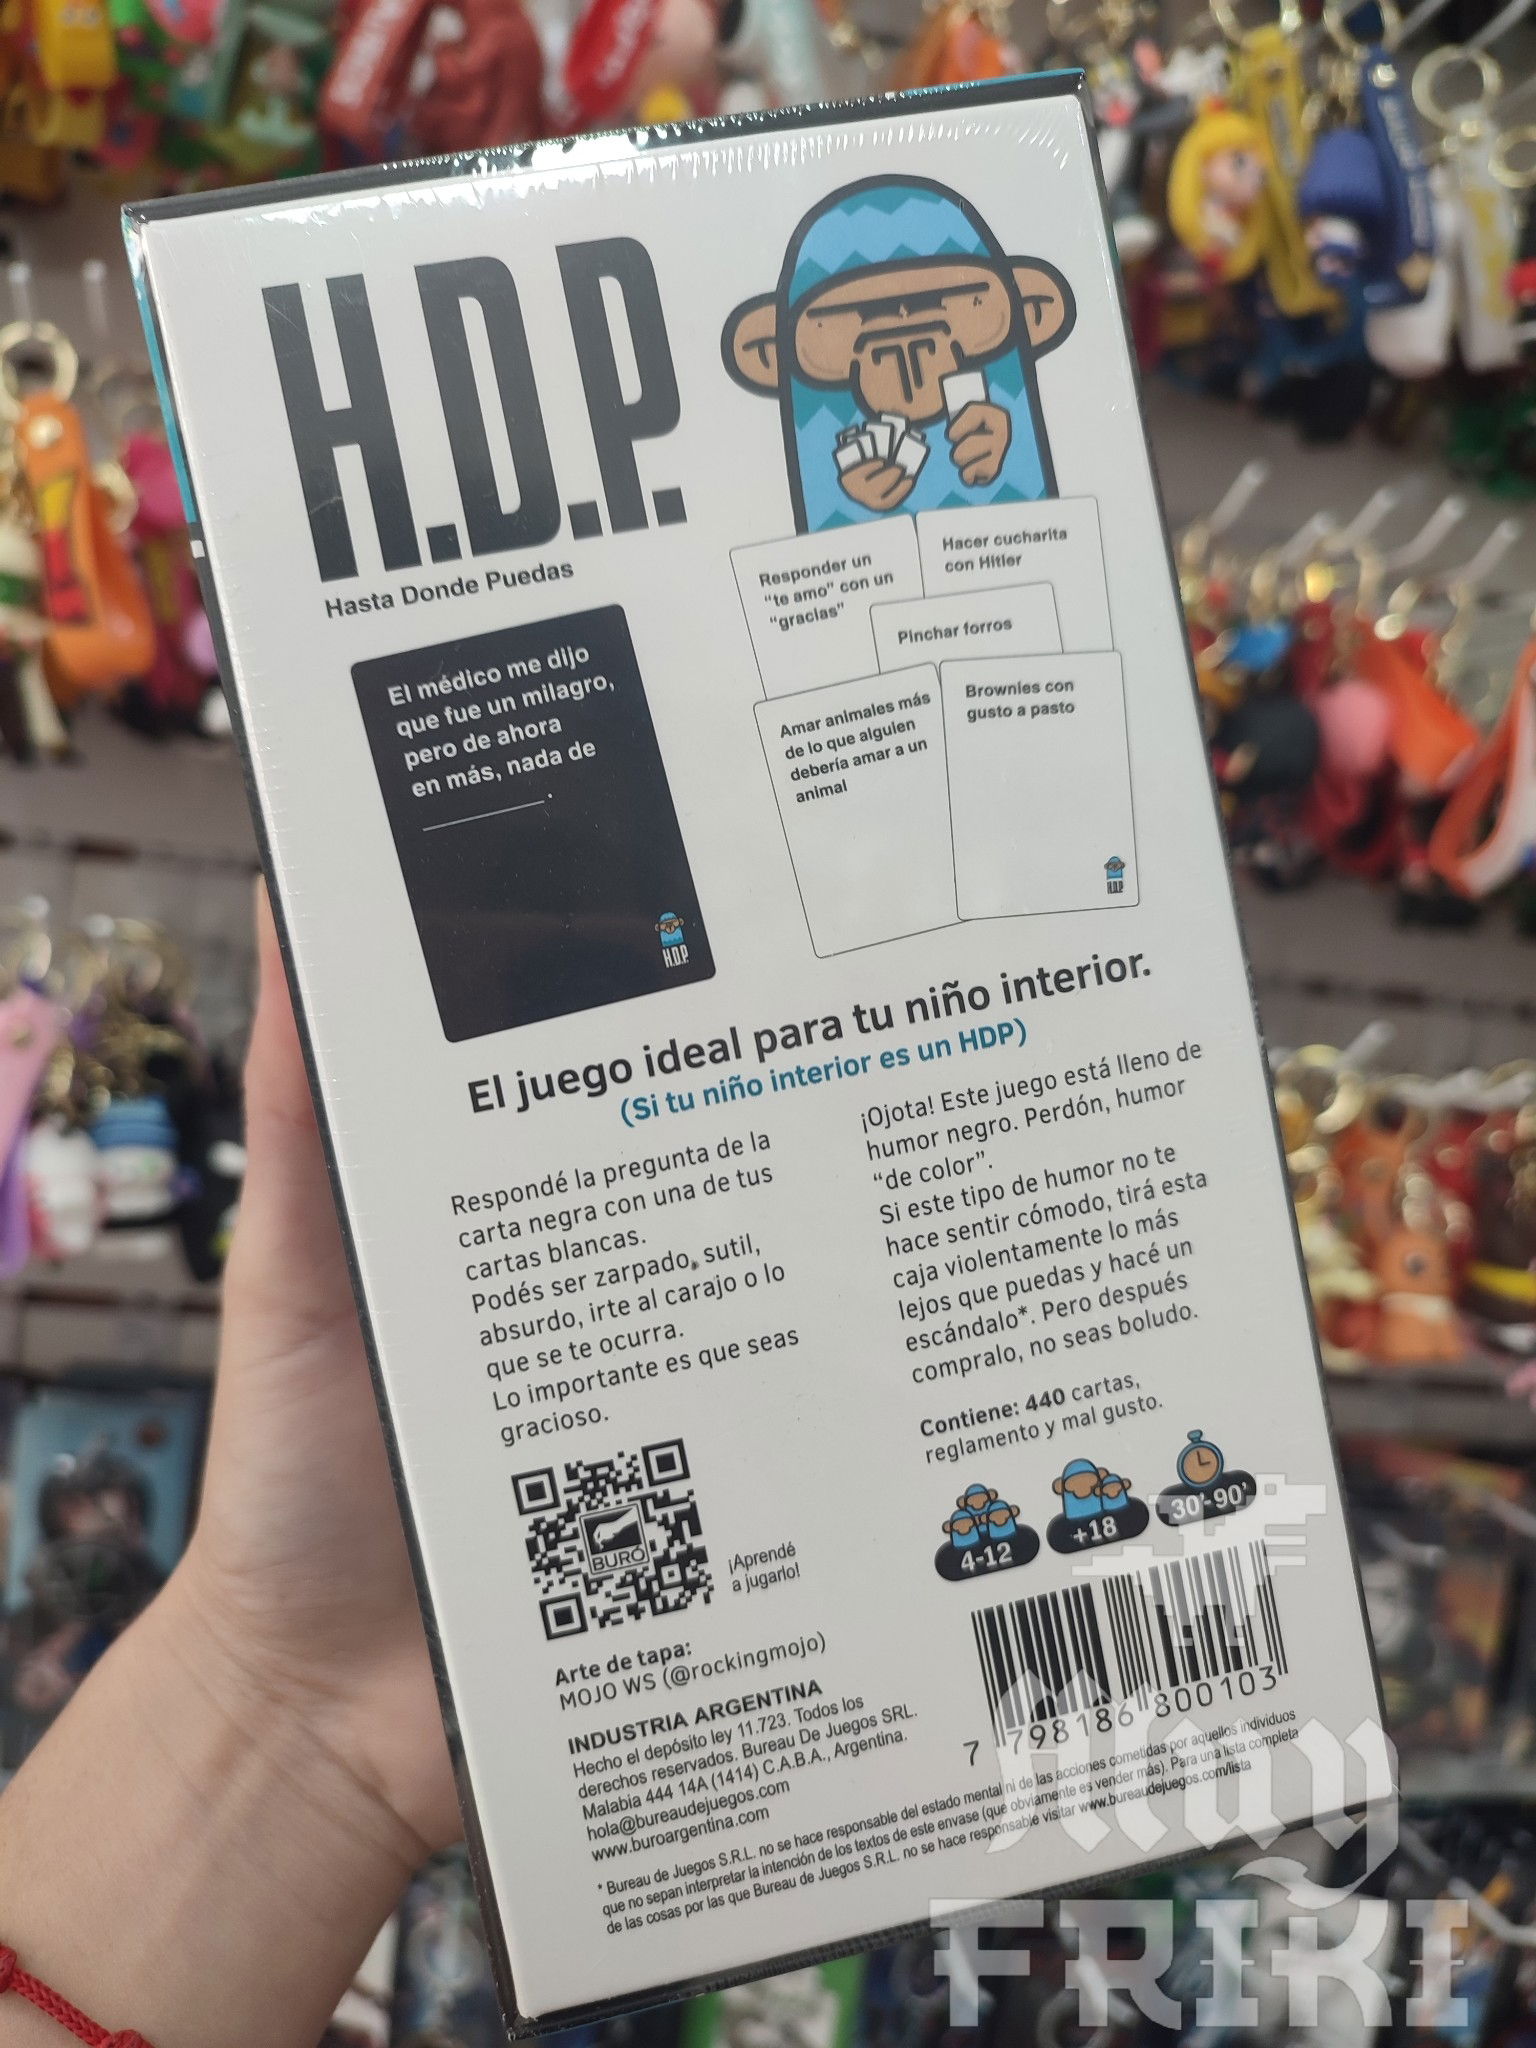 H.D.P.
Hasta Donde Puedas
El médico me dijo
que fue un milagro,
pero de ahora
en más, nada de
________.
H.D.P.
Responder un
“te amo” con un
“gracias”
Hacer cucharita
con Hitler
Pinchar forros
Amar animales más
de lo que alguien
debería amar a un
animal
Brownies con
gusto a pasto
H.D.P.
El juego ideal para tu niño interior.
(Si tu niño interior es un HDP)
Respondé la pregunta de la
carta negra con una de tus
cartas blancas.
Podés ser zarpado, sutil,
absurdo, irte al carajo o lo
que se te ocurra.
Lo importante es que seas
gracioso.
¡Ojota! Este juego está lleno de
humor negro. Perdón, humor
“de color”.
Si este tipo de humor no te
hace sentir cómodo, tirá esta
caja violentamente lo más
lejos que puedas y hacé un
escándalo*. Pero después
compralo, no seas boludo.
Contiene: 440 cartas,
reglamento y mal gusto.
4-12
+18
30'-90'
BURÓ
¡Aprendé
a jugarlo!
Arte de tapa:
MOJO WS (@rockingmojo)
INDUSTRIA ARGENTINA
Hecho el depósito ley 11.723. Todos los
derechos reservados. Bureau De Juegos SRL.
Malabia 444 14A (1414) C.A.B.A., Argentina.
hola@bureaudejuegos.com
www.buroargentina.com
7 798186 800103
* Bureau de Juegos S.R.L. no se hace responsable del estado mental ni de las acciones cometidas por aquellos individuos
que no sepan interpretar la intención de los textos de este envase (que obviamente es vender más). Para una lista completa
de las cosas por las que Bureau de Juegos S.R.L. no se hace responsable visitar www.bureaudejuegos.com/lista
May
FRIKI